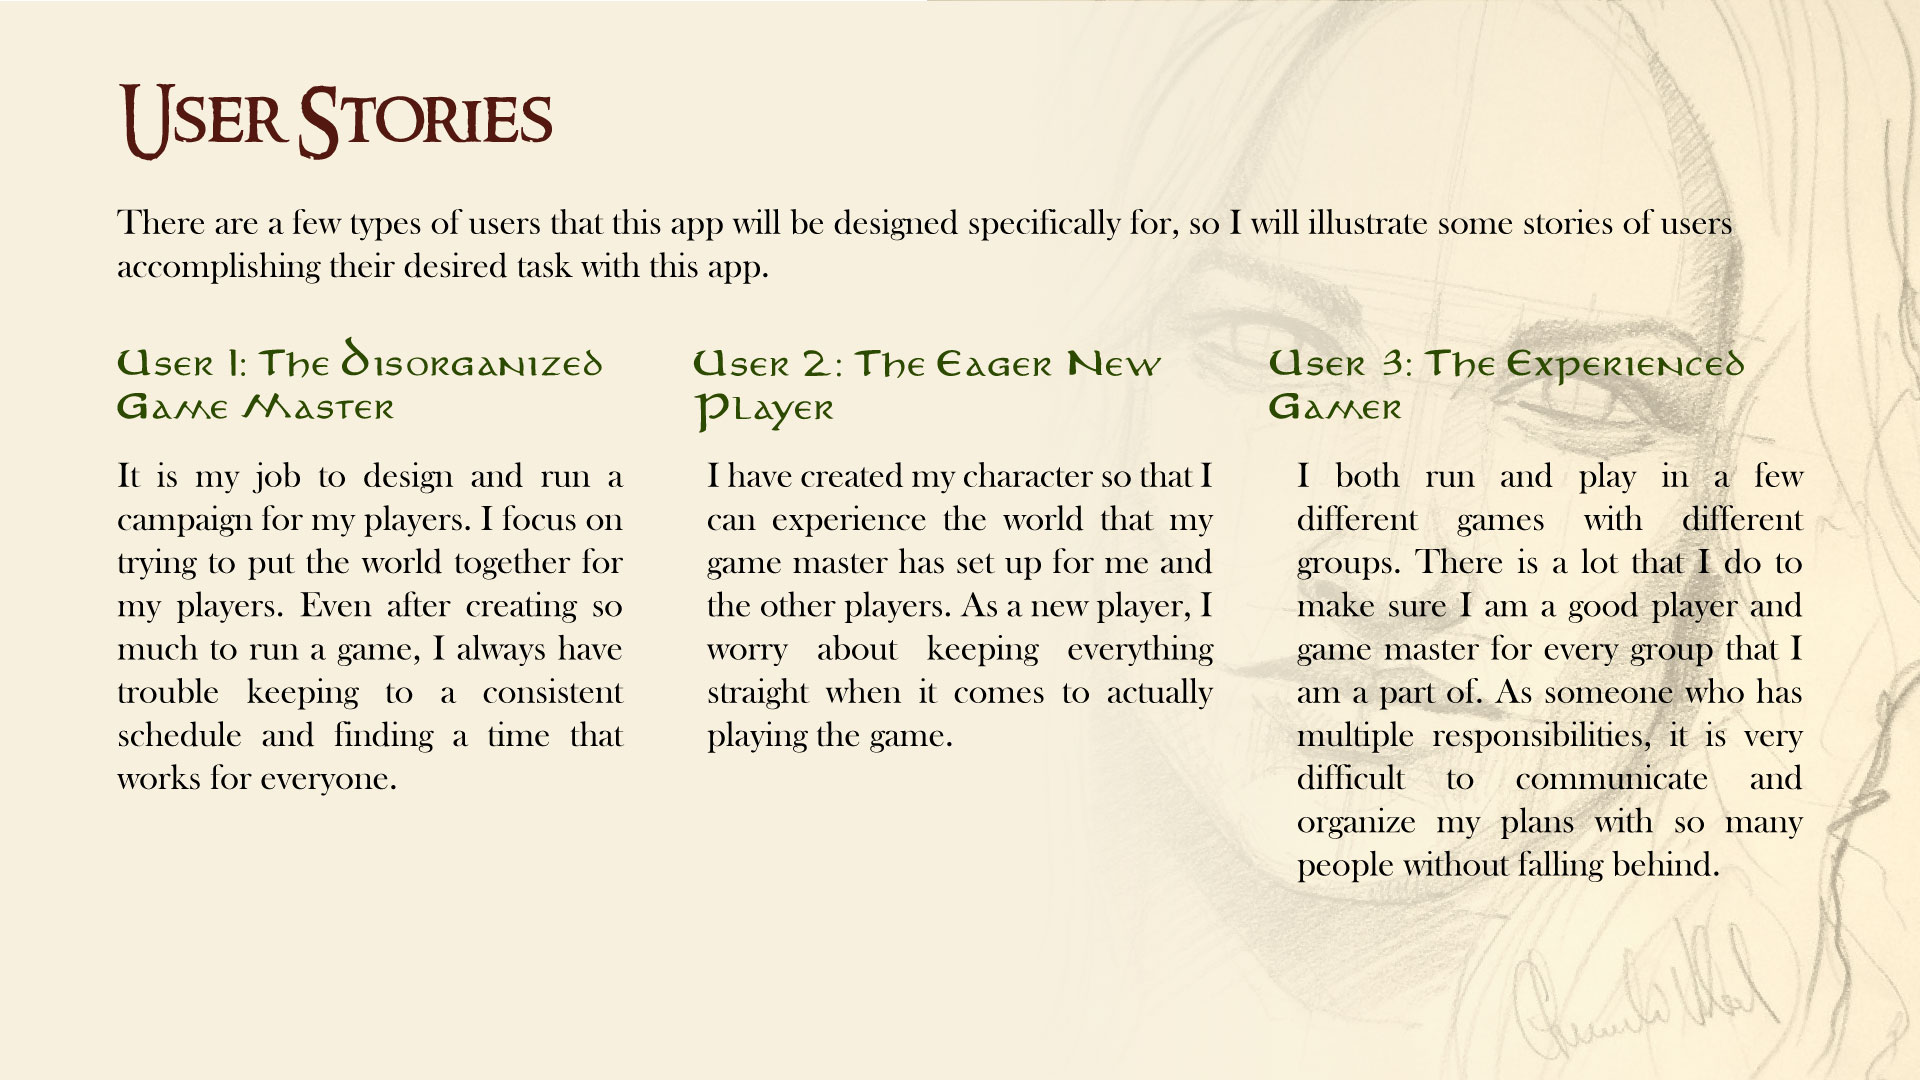 User Stories
There are a few types of users that this app will be designed specifically for, so I will illustrate some stories of users
accomplishing their desired task with this app.
User 1: The Disorganized
Game Master
It is my job to design and run a
campaign for my players. I focus on
trying to put the world together for
my players. Even after creating so
much to run a game, I always have
trouble keeping to a consistent
schedule and finding a time that
works for everyone.
User 2: The Eager New
Player
I have created my character so that I
can experience the world that my
game master has set up for me and
the other players. As a new player, I
worry about keeping everything
straight when it comes to actually
playing the game.
User 3: The Experienced
Gamer
I both run and play in a few
different games with different
groups. There is a lot that I do to
make sure I am a good player and
game master for every group that I
am a part of. As someone who has
multiple responsibilities, it is very
difficult to communicate and
organize my plans with so many
people without falling behind.